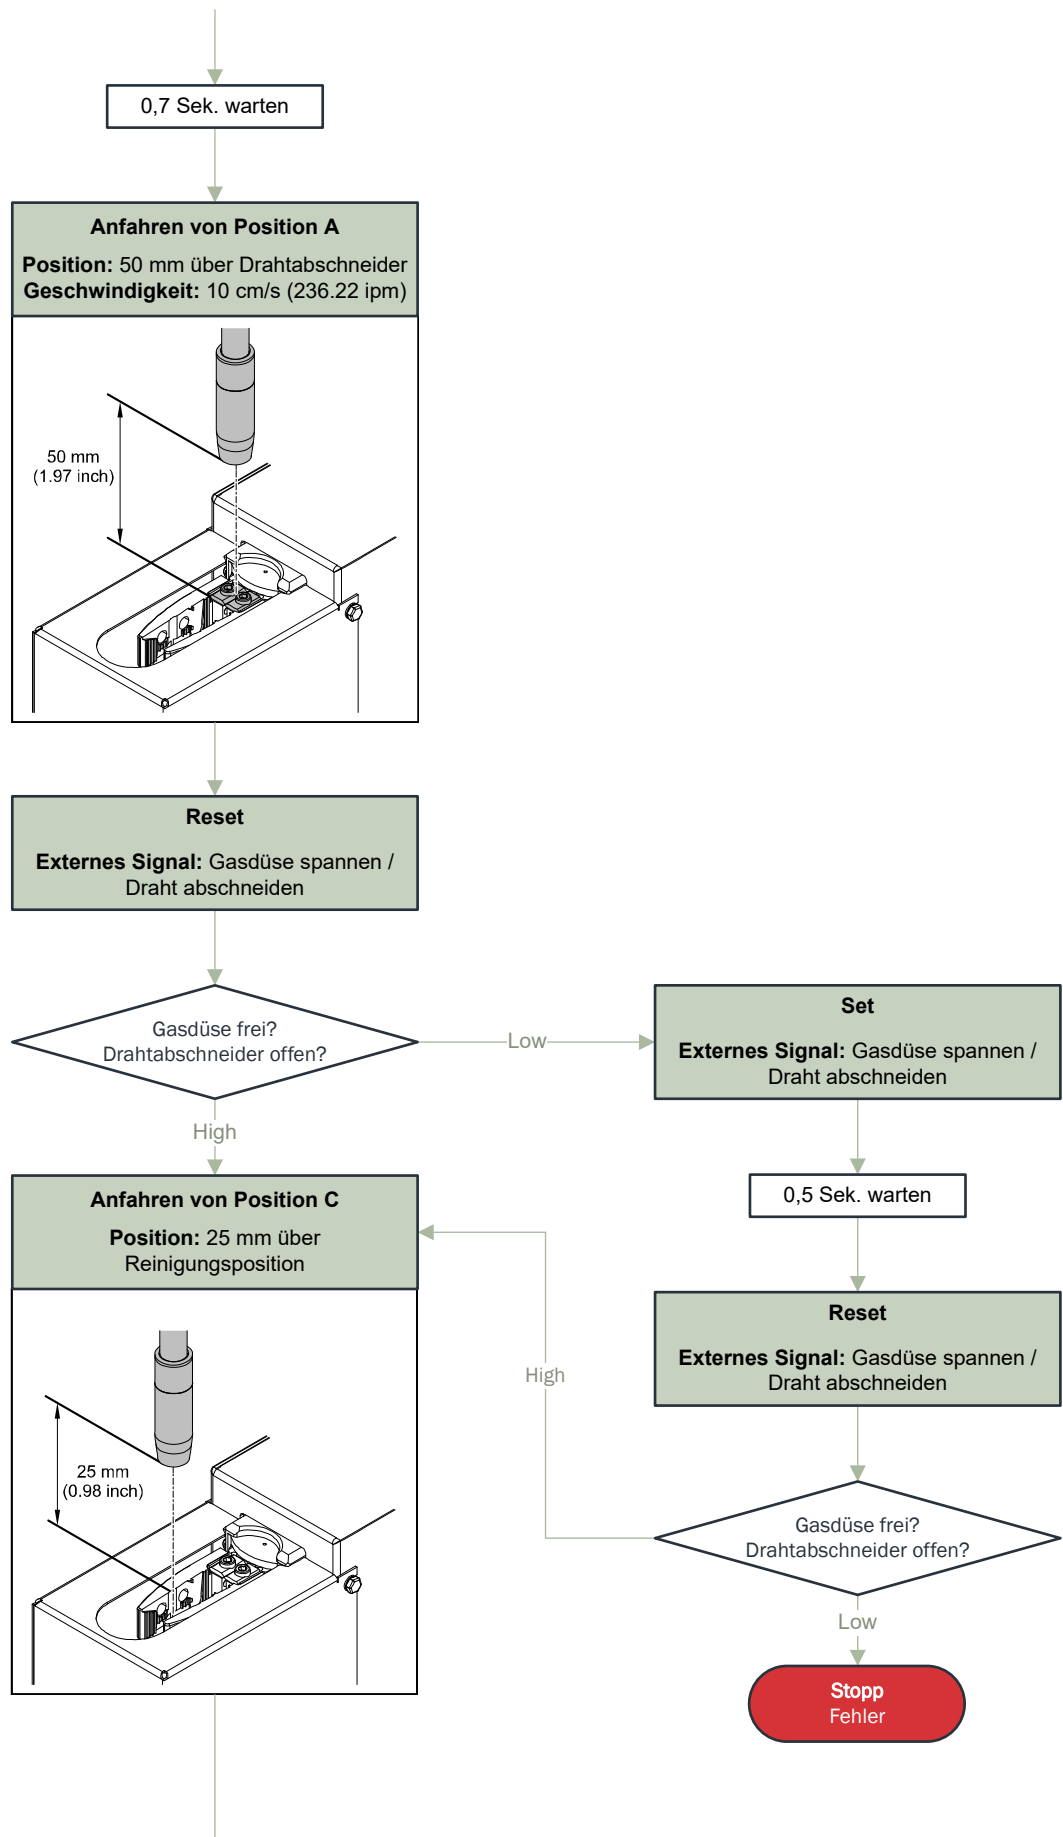 0,7 Sek. warten
Anfahren von Position A
Position: 50 mm über Drahtabschneider
Geschwindigkeit: 10 cm/s (236.22 ipm)
50 mm
(1.97 inch)
Reset
Externes Signal: Gasdüse spannen /
Draht abschneiden
Gasdüse frei?
Drahtabschneider offen?
Low
High
Set
Externes Signal: Gasdüse spannen /
Draht abschneiden
0,5 Sek. warten
Reset
Externes Signal: Gasdüse spannen /
Draht abschneiden
Gasdüse frei?
Drahtabschneider offen?
High
Low
Stopp
Fehler
Anfahren von Position C
Position: 25 mm über
Reinigungsposition
25 mm
(0.98 inch)